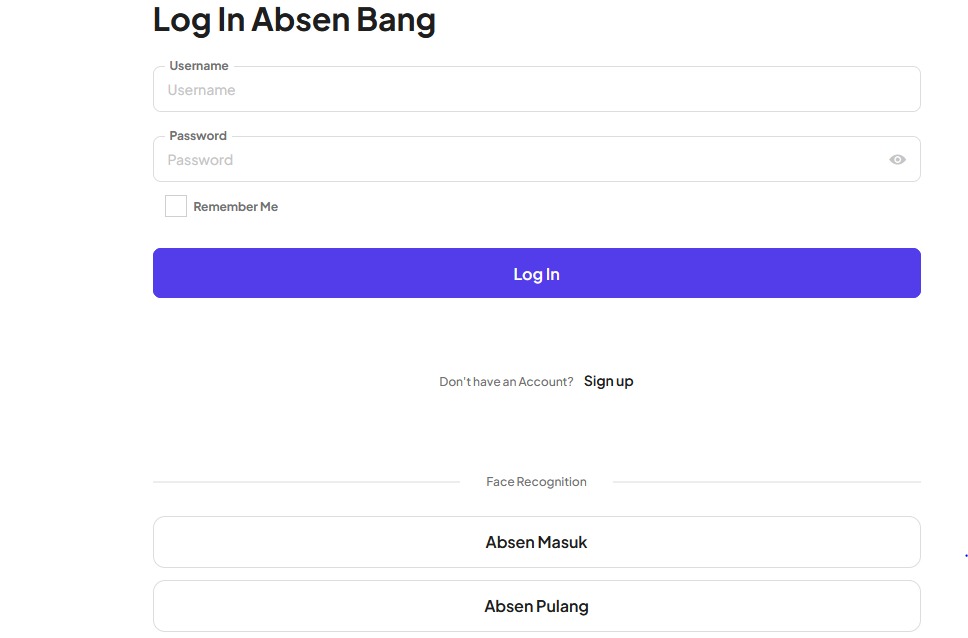 Log In Absen Bang
Username
Username
Password
Password
Remember Me
Log In
Don't have an Account? Sign up
Face Recognition
Absen Masuk
Absen Pulang